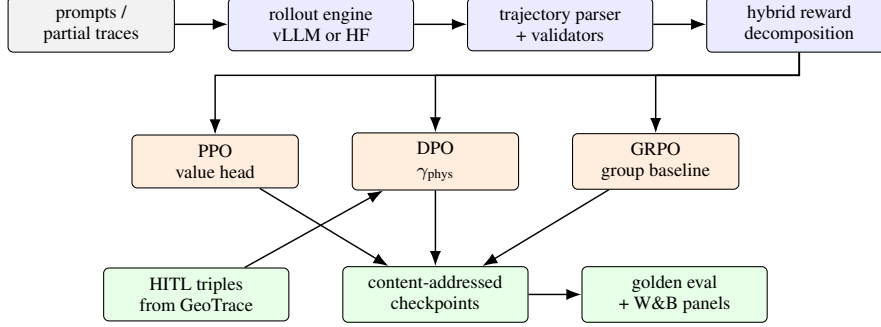 prompts /
partial traces
rollout engine
vLLM or HF
trajectory parser
+ validators
hybrid reward
decomposition
PPO
value head
DPO
γphys
GRPO
group baseline
HITL triples
from GeoTrace
content-addressed
checkpoints
golden eval
+ W&B panels